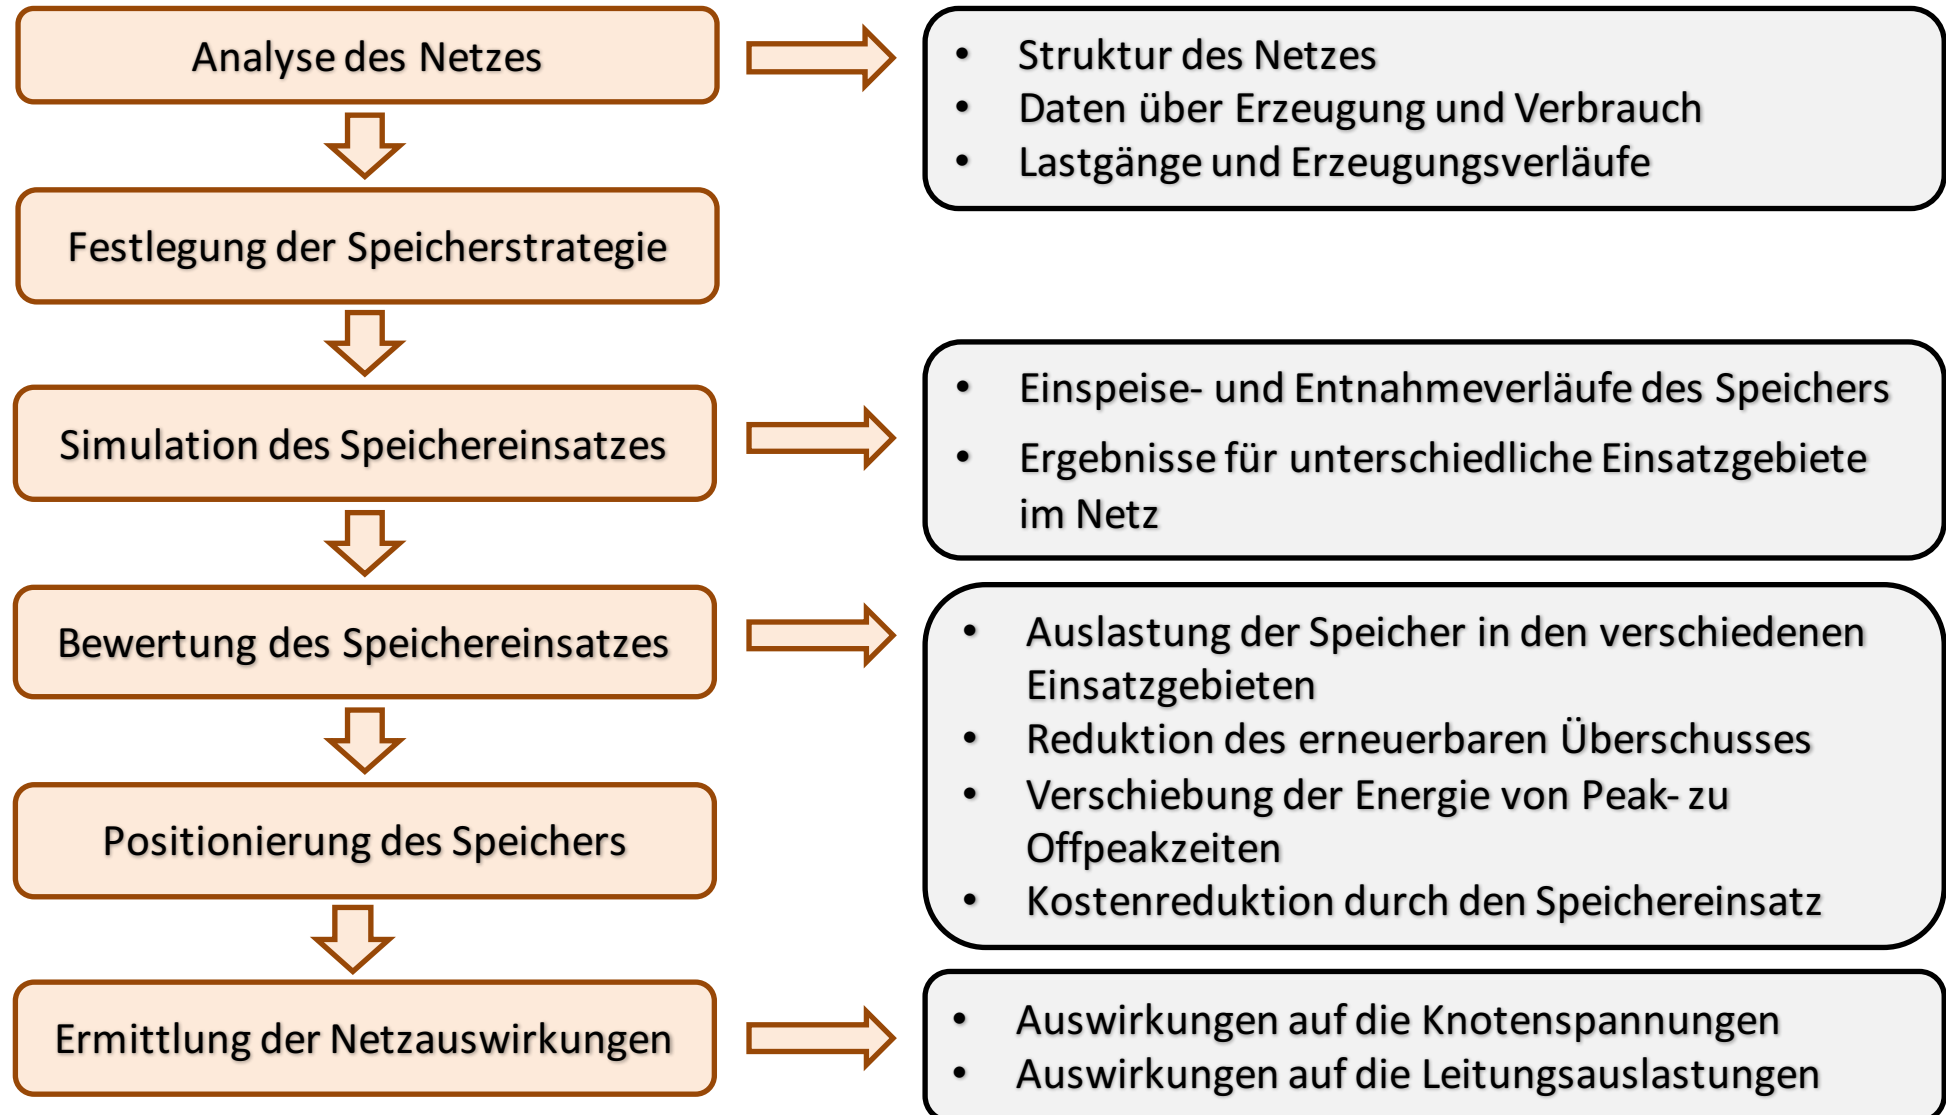 Analyse des Netzes
• Struktur des Netzes
• Daten über Erzeugung und Verbrauch
• Lastgänge und Erzeugungsverläufe
Festlegung der Speicherstrategie
Simulation des Speichereinsatzes
• Einspeise- und Entnahmeverläufe des Speichers
• Ergebnisse für unterschiedliche Einsatzgebiete
im Netz
Bewertung des Speichereinsatzes
• Auslastung der Speicher in den verschiedenen
Einsatzgebieten
• Reduktion des erneuerbaren Überschusses
• Verschiebung der Energie von Peak- zu
Offpeakzeiten
• Kostenreduktion durch den Speichereinsatz
Positionierung des Speichers
Ermittlung der Netzauswirkungen
• Auswirkungen auf die Knotenspannungen
• Auswirkungen auf die Leitungsauslastungen